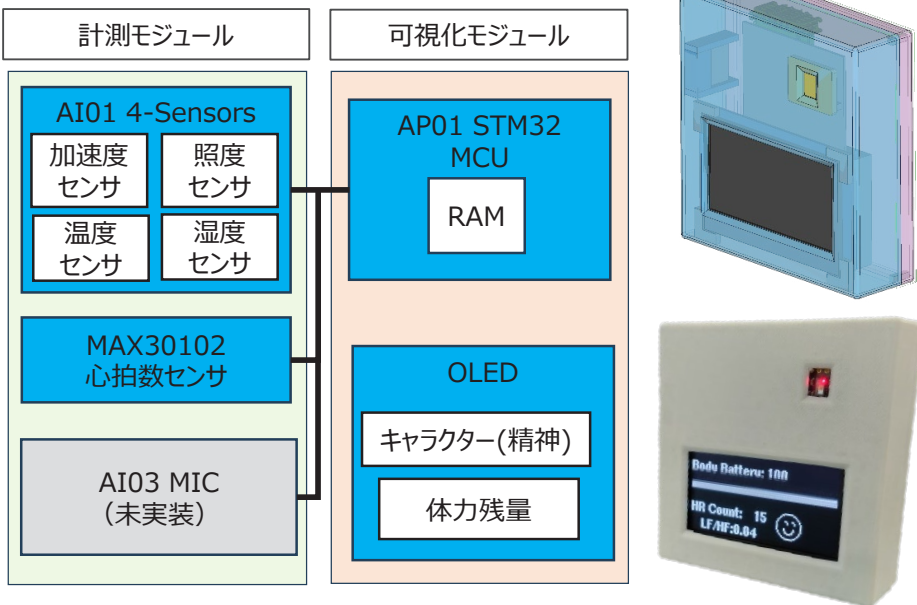 計測モジュール
可視化モジュール
AI01 4-Sensors
加速度
センサ
照度
センサ
温度
センサ
湿度
センサ
MAX30102
心拍数センサ
AI03 MIC
（未実装）
AP01 STM32
MCU
RAM
OLED
キャラクター(精神)
体力残量
Body Battery: 100
HR Count: 15
LF/HF:0.04